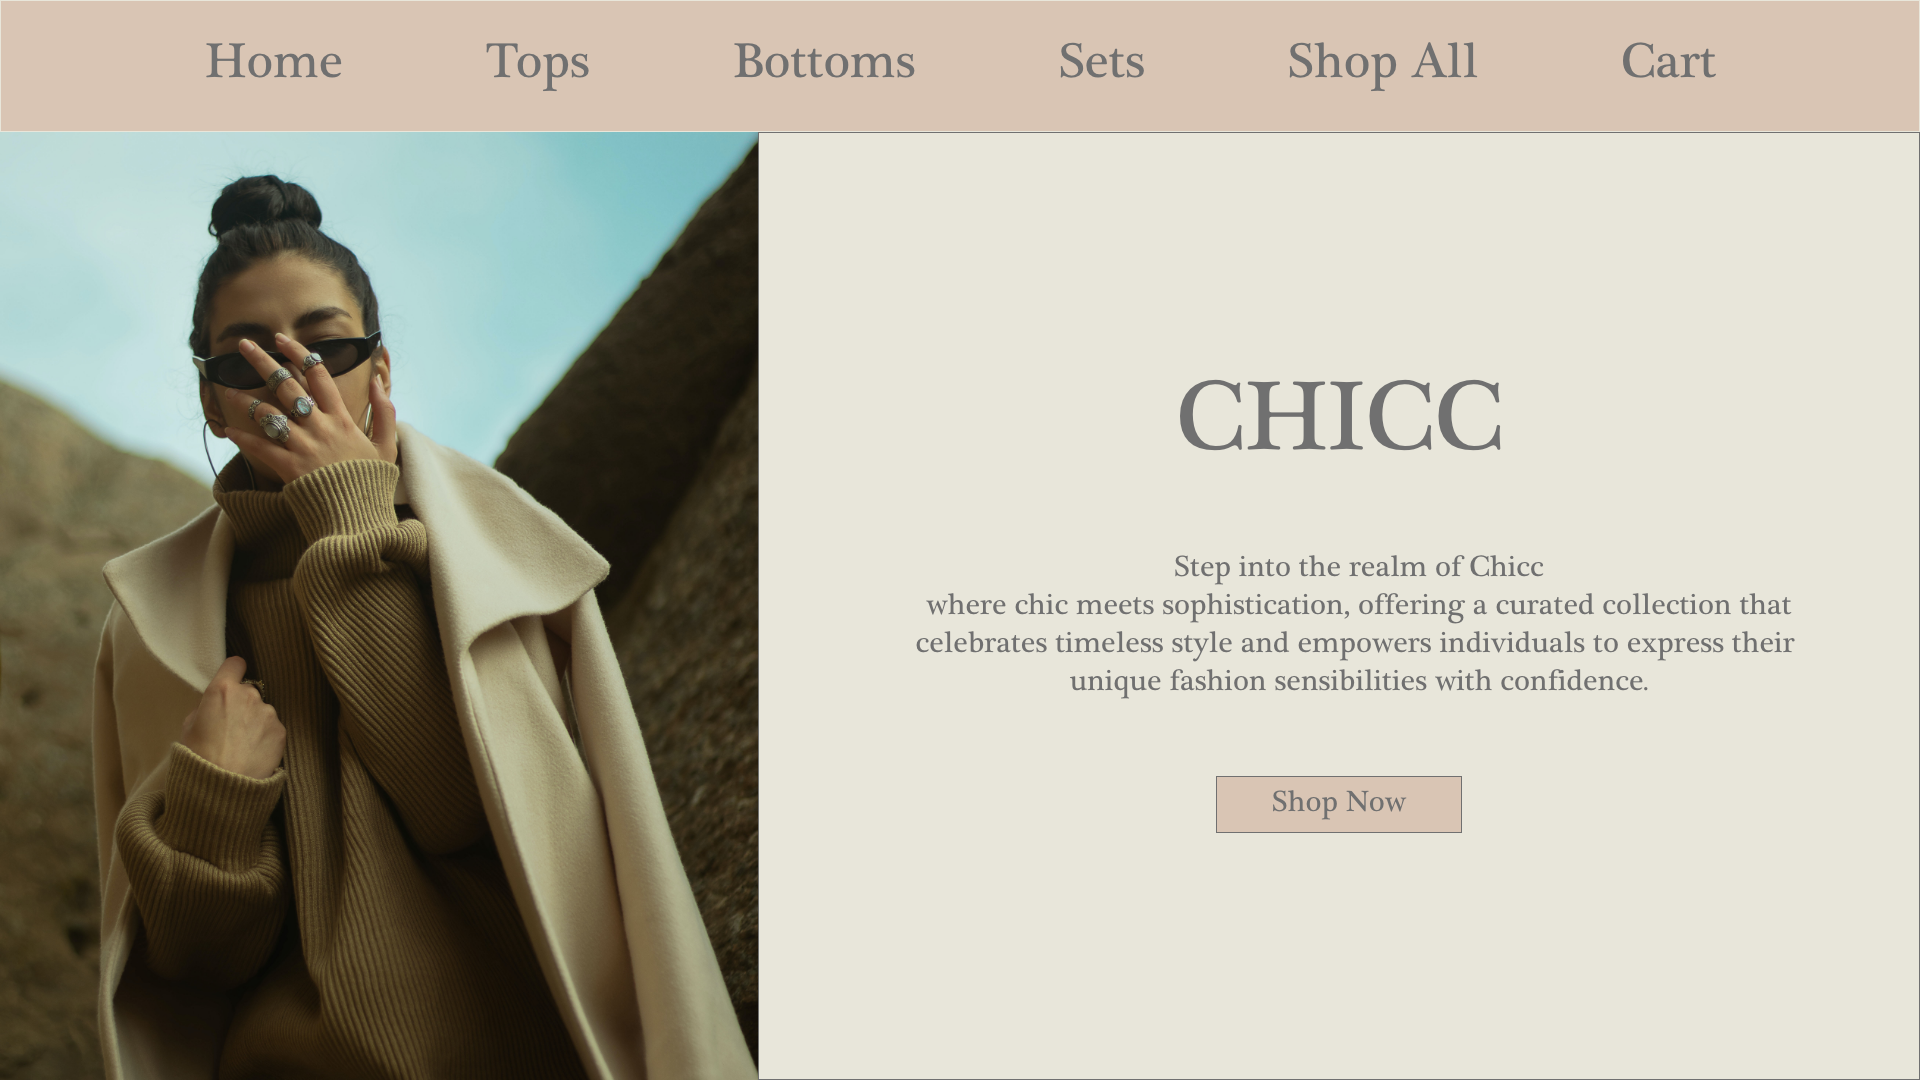 Home Tops Bottoms Sets Shop All Cart
CHICC
Step into the realm of Chicc
where chic meets sophistication, offering a curated collection that
celebrates timeless style and empowers individuals to express their
unique fashion sensibilities with confidence.
Shop Now